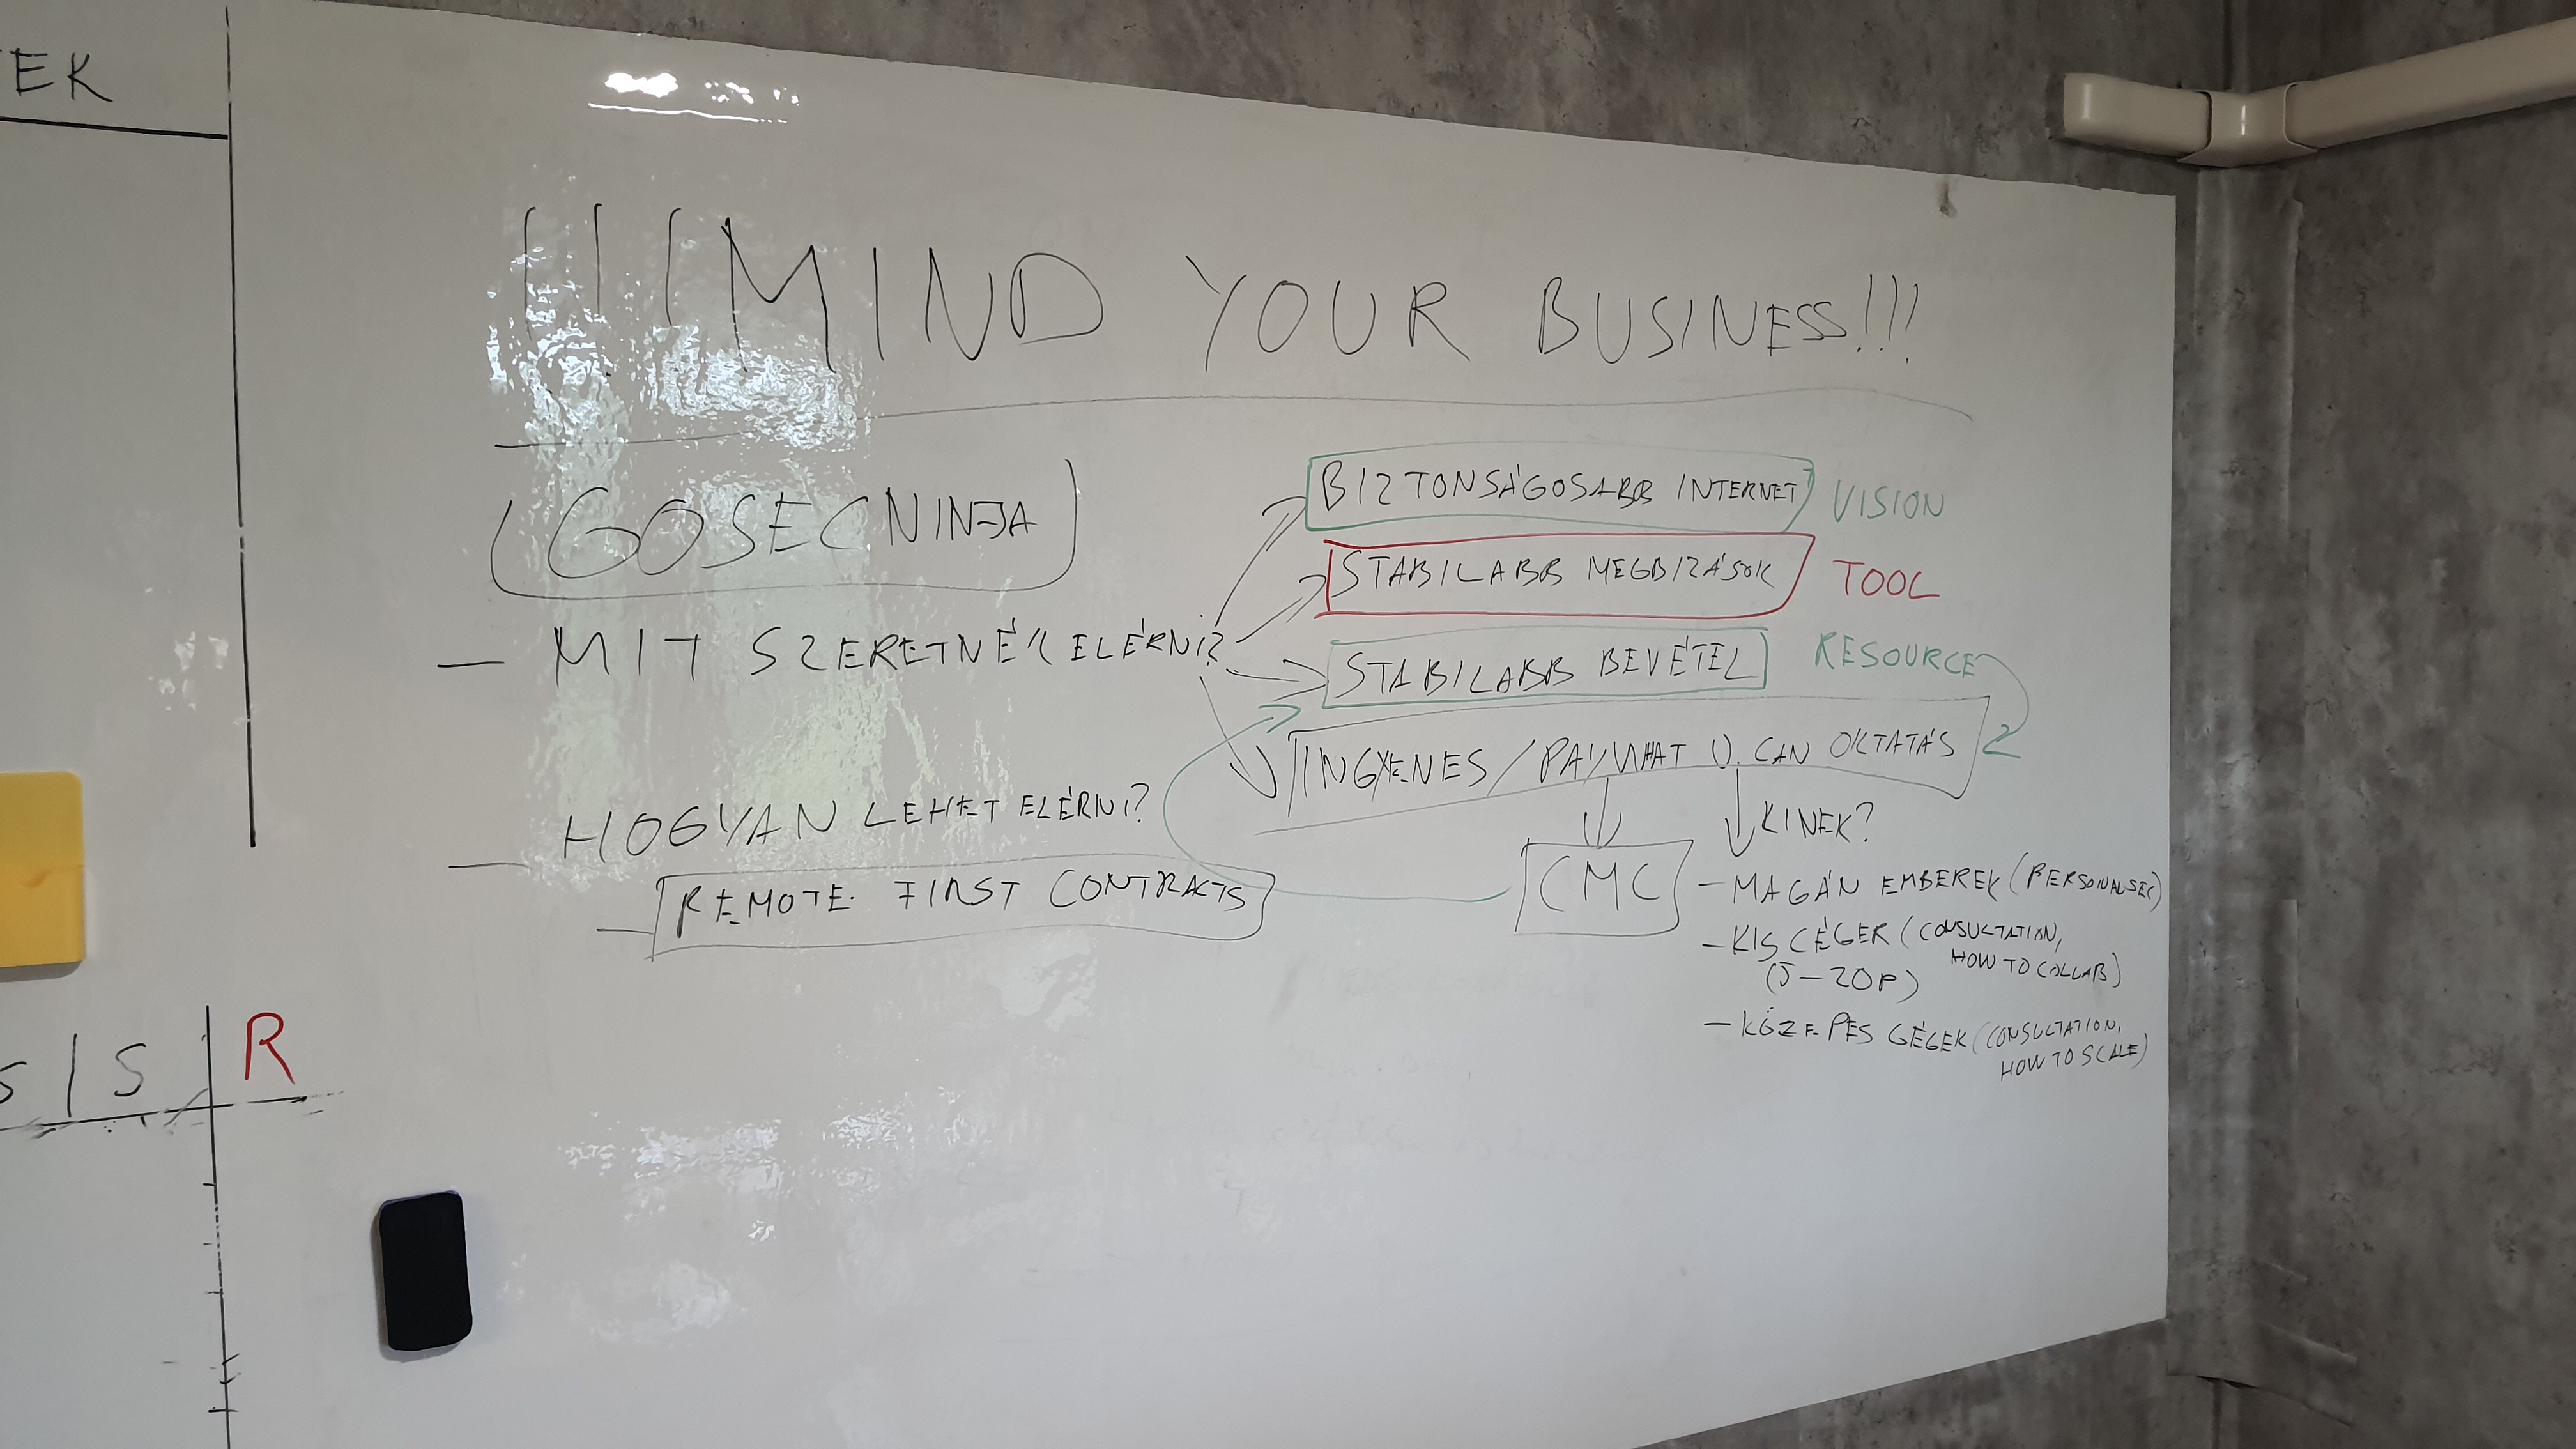 EK
!!!MIND YOUR BUSINESS!!!
GOSECNINJA
BIZTONSÁGOSABB INTERNET VISION
STABILABB MEGBIZÁSOK TOOL
— MIT SZERETNÉK ELÉRNI?
STABILABB BEVÉTEL RESOURCE
INGYENES/PAY WHAT U. CAN OKTATÁS
— HOGYAN LEHET ELÉRNI?
KINEK?
— REMOTE FIRST CONTRACTS
CMC
— MAGÁN EMBEREK (PERSONALSEC)
— KIS CÉGEK (CONSULTATION,
HOW TO COLLAB)
(5-20P)
— KÖZEPES CÉGEK (CONSULTATION,
HOW TO SCALE)
S/S R